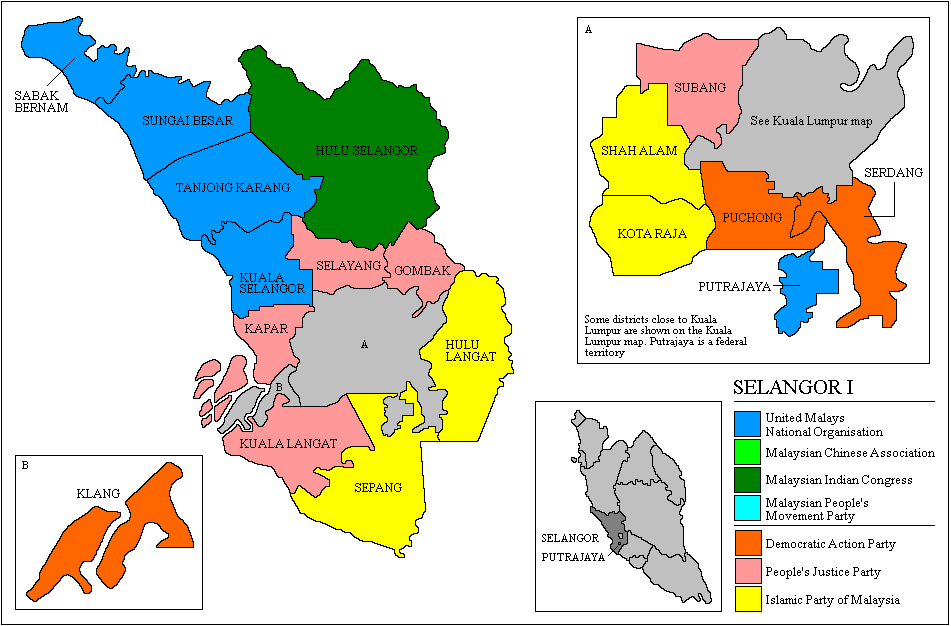 SABAK
BERNAM
SUNGAI BESAR
HULU SELANGOR
TANJONG KARANG
KUALA
SELANGOR
SELAYANG
GOMBAK
KAPAR
A
HULU
LANGAT
B
KUALA LANGAT
SEPANG
A
SUBANG
See Kuala Lumpur map
SHAH ALAM
SERDANG
PUCHONG
KOTA RAJA
PUTRAJAYA
Some districts close to Kuala
Lumpur are shown on the Kuala
Lumpur map. Putrajaya is a federal
territory
B
KLANG
SELANGOR
PUTRAJAYA
SELANGOR I
United Malays
National Organisation
Malaysian Chinese Association
Malaysian Indian Congress
Malaysian People's
Movement Party
Democratic Action Party
People's Justice Party
Islamic Party of Malaysia